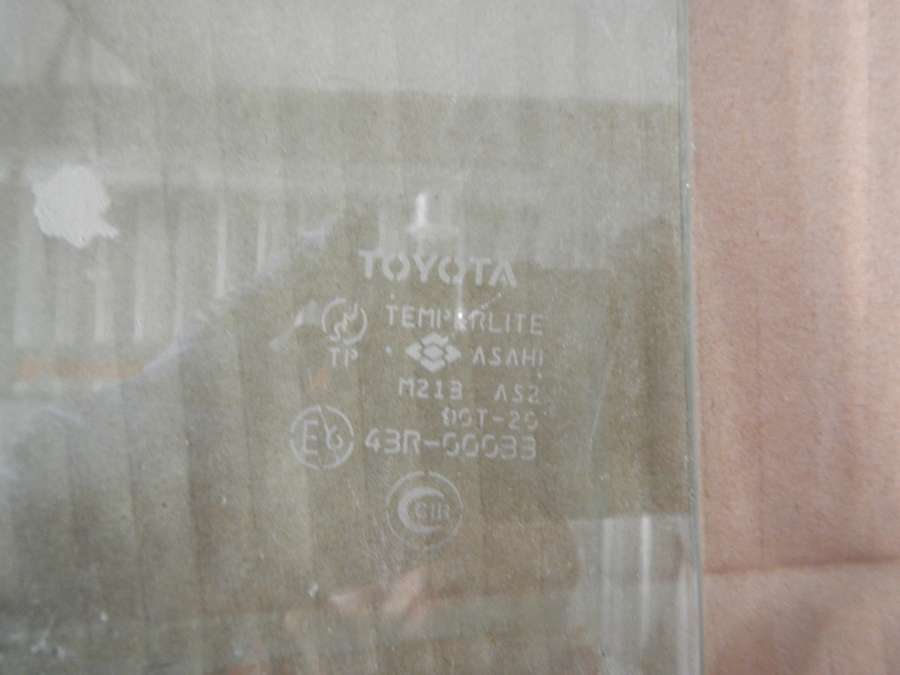 TOYOTA
TEMPERLITE
TP ASAHI
M213 AS2
DOT-20
E6 43R-00033